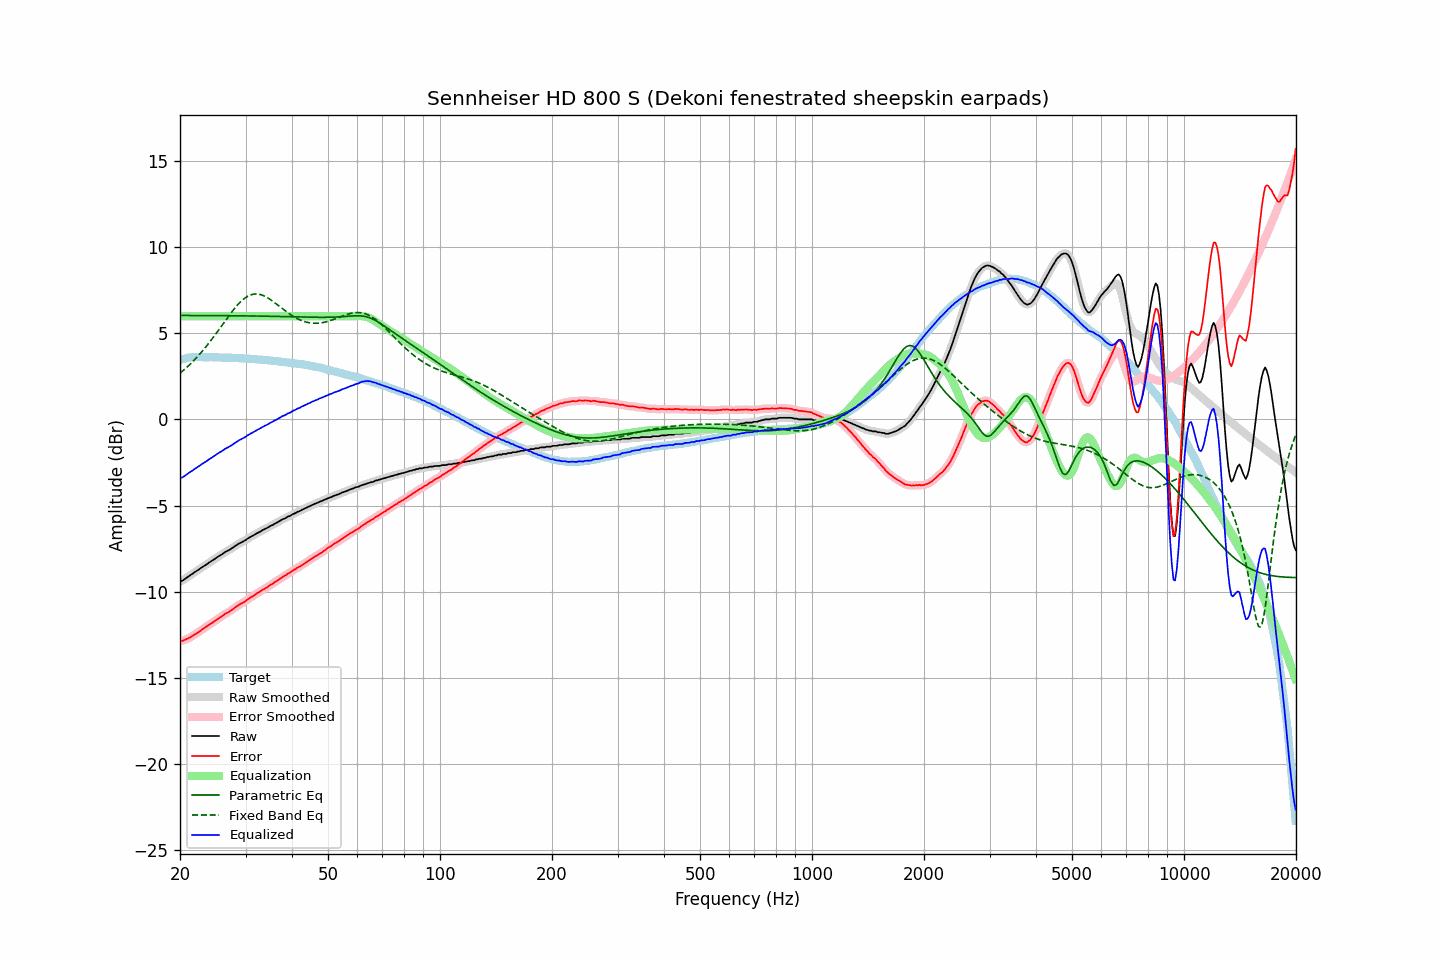 Sennheiser HD 800 S (Dekoni fenestrated sheepskin earpads)
Amplitude (dBr)
15
10
5
0
−5
−10
−15
−20
−25
Target
Raw Smoothed
Error Smoothed
Raw
Error
Equalization
Parametric Eq
Fixed Band Eq
Equalized
20 50 100 200 500 1000 2000 5000 10000 20000
Frequency (Hz)